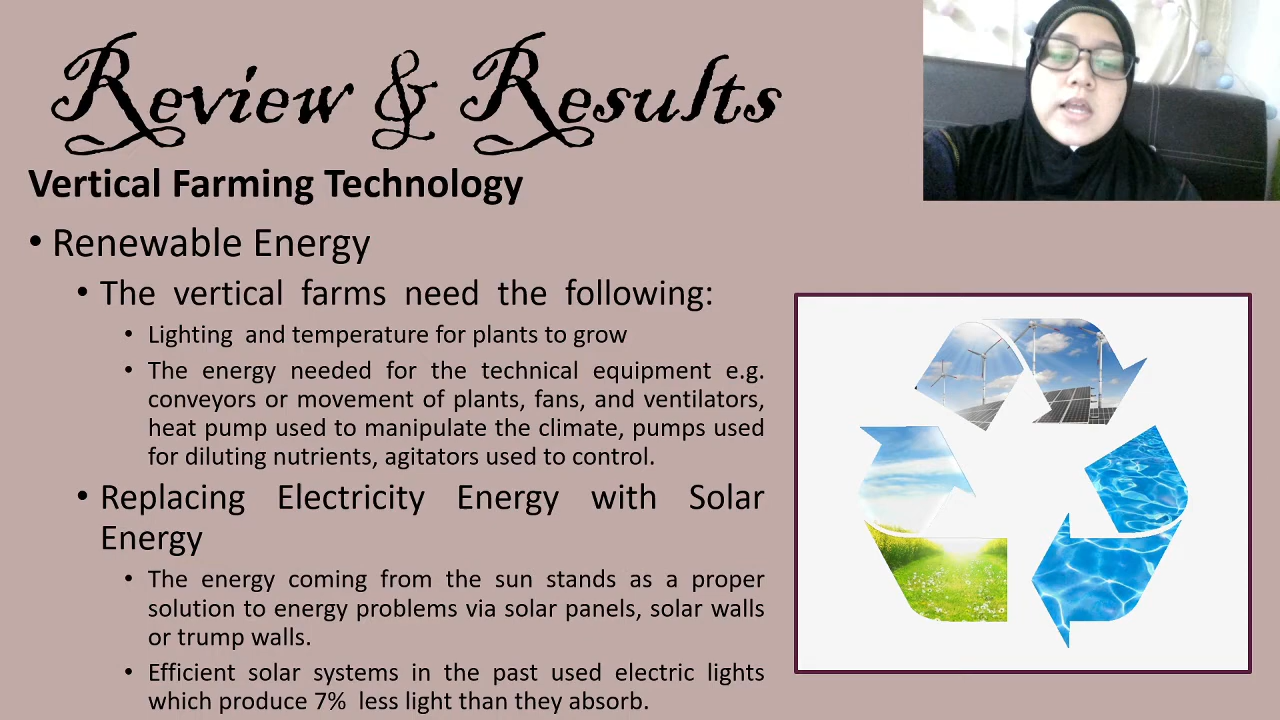 Review & Results
Vertical Farming Technology
• Renewable Energy
• The vertical farms need the following:
• Lighting and temperature for plants to grow
• The energy needed for the technical equipment e.g.
conveyors or movement of plants, fans, and ventilators,
heat pump used to manipulate the climate, pumps used
for diluting nutrients, agitators used to control.
• Replacing Electricity Energy with Solar
Energy
• The energy coming from the sun stands as a proper
solution to energy problems via solar panels, solar walls
or trump walls.
• Efficient solar systems in the past used electric lights
which produce 7% less light than they absorb.